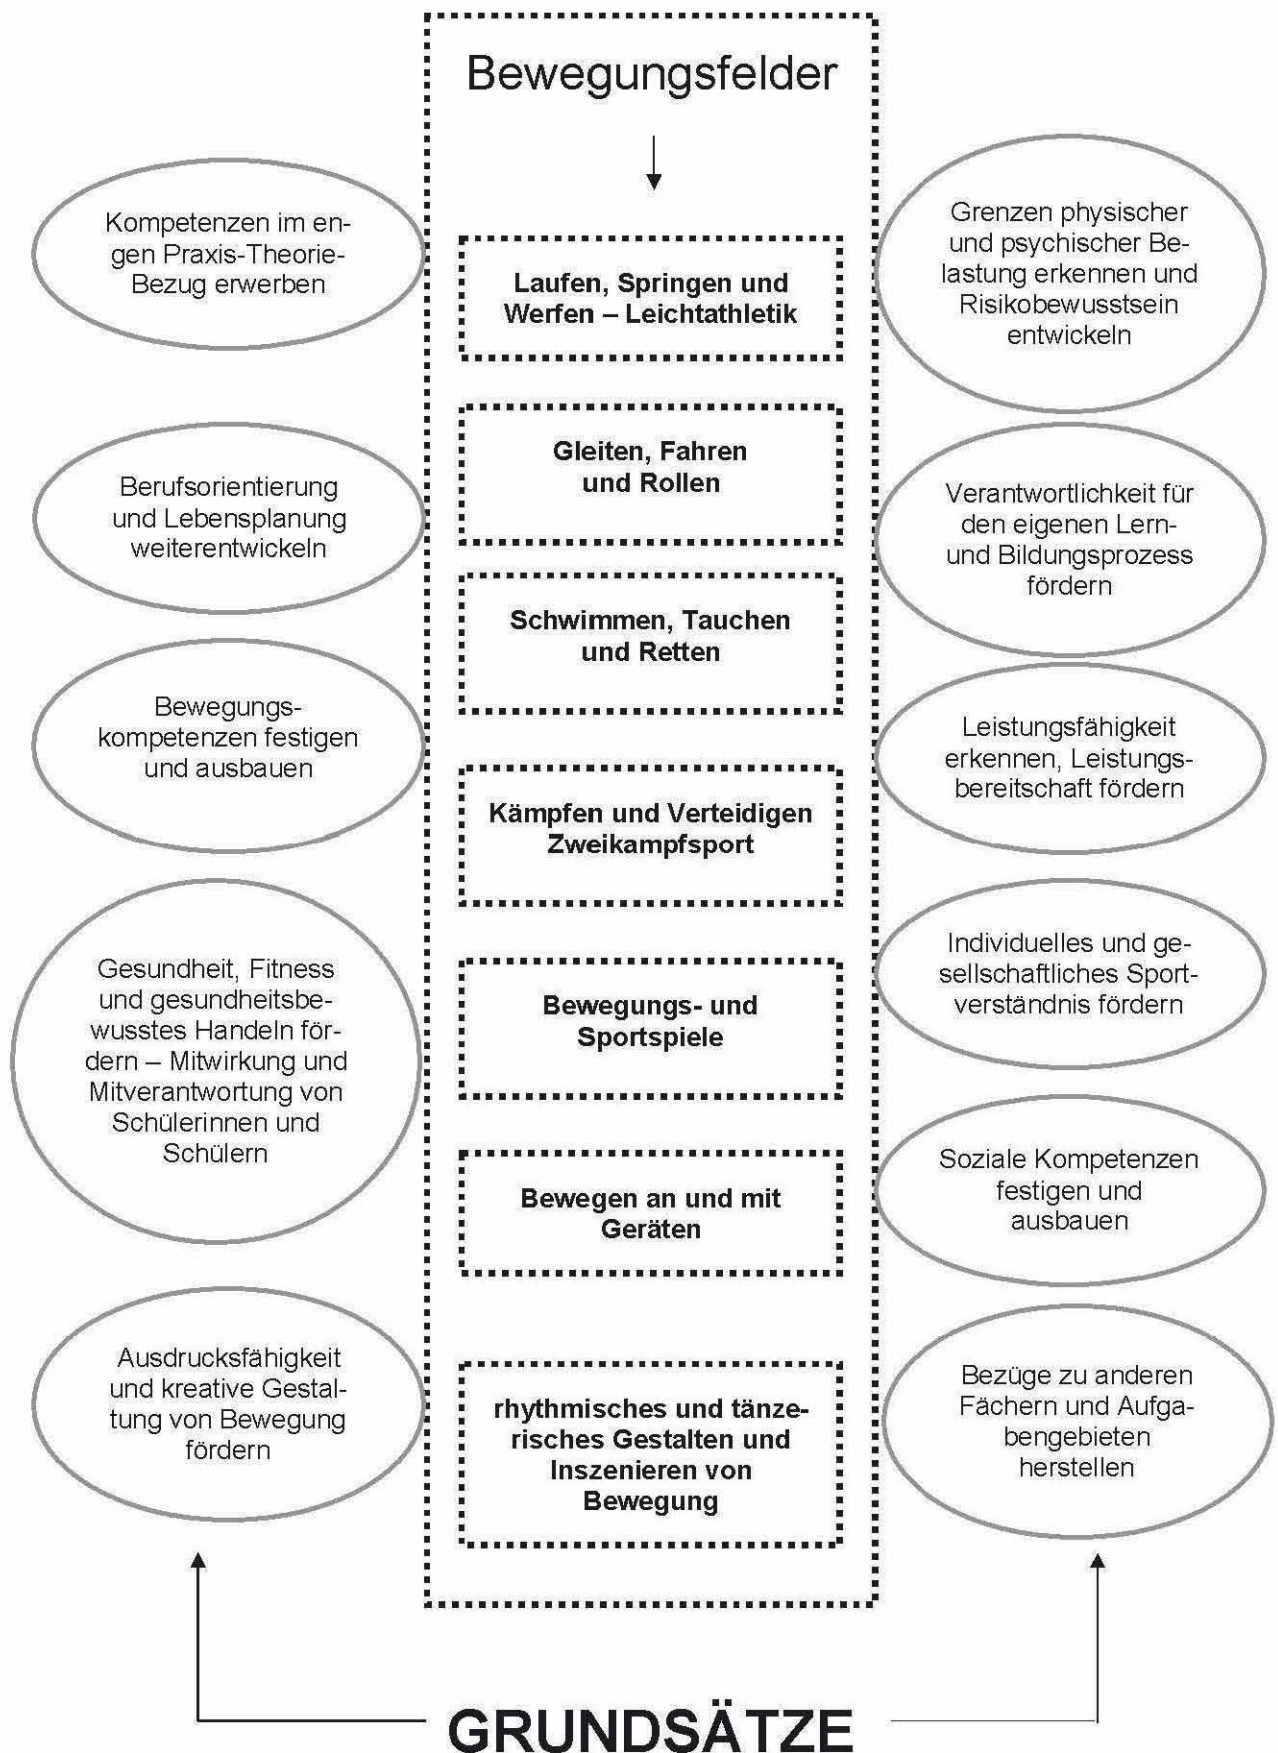 Bewegungsfelder
Kompetenzen im en-
gen Praxis-Theorie-
Bezug erwerben
Berufsorientierung
und Lebensplanung
weiterentwickeln
Bewegungs-
kompetenzen festigen
und ausbauen
Gesundheit, Fitness
und gesundheitsbe-
wusstes Handeln för-
dern – Mitwirkung und
Mitverantwortung von
Schülerinnen und
Schülern
Ausdrucksfähigkeit
und kreative Gestal-
tung von Bewegung
fördern
Laufen, Springen und
Werfen – Leichtathletik
Gleiten, Fahren
und Rollen
Schwimmen, Tauchen
und Retten
Kämpfen und Verteidigen
Zweikampfsport
Bewegungs- und
Sportspiele
Bewegen an und mit
Geräten
rhythmisches und tänze-
risches Gestalten und
Inszenieren von
Bewegung
Grenzen physischer
und psychischer Be-
lastung erkennen und
Risikobewusstsein
entwickeln
Verantwortlichkeit für
den eigenen Lern-
und Bildungsprozess
fördern
Leistungsfähigkeit
erkennen, Leistungs-
bereitschaft fördern
Individuelles und ge-
sellschaftliches Sport-
verständnis fördern
Soziale Kompetenzen
festigen und
ausbauen
Bezüge zu anderen
Fächern und Aufga-
bengebieten
herstellen
GRUNDSÄTZE